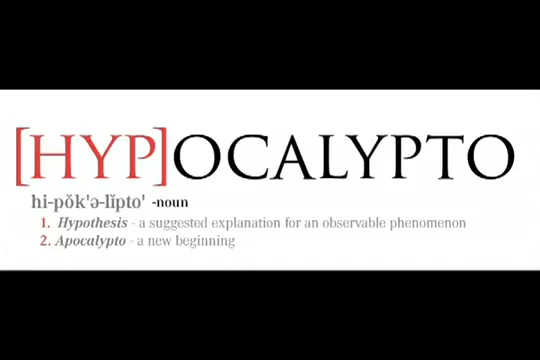 [HYP]OCALYPTO
hi-pŏk'ə-lĭpto' -noun
1. Hypothesis - a suggested explanation for an observable phenomenon
2. Apocalypto - a new beginning